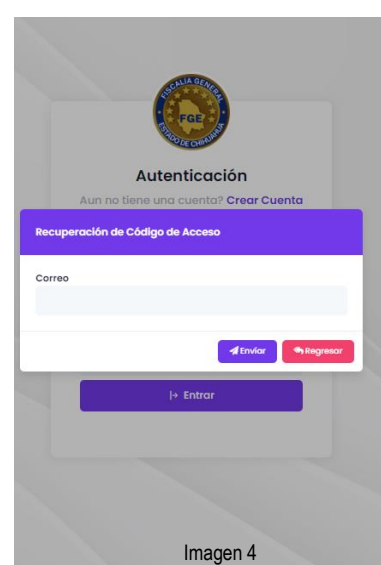 FISCALIA GENERAL
FGE
ESTADO DE CHIHUAHUA
Autenticación
Aun no tiene una cuenta? Crear Cuenta
Recuperación de Código de Acceso
Correo
Enviar Regresar
Entrar
Imagen 4